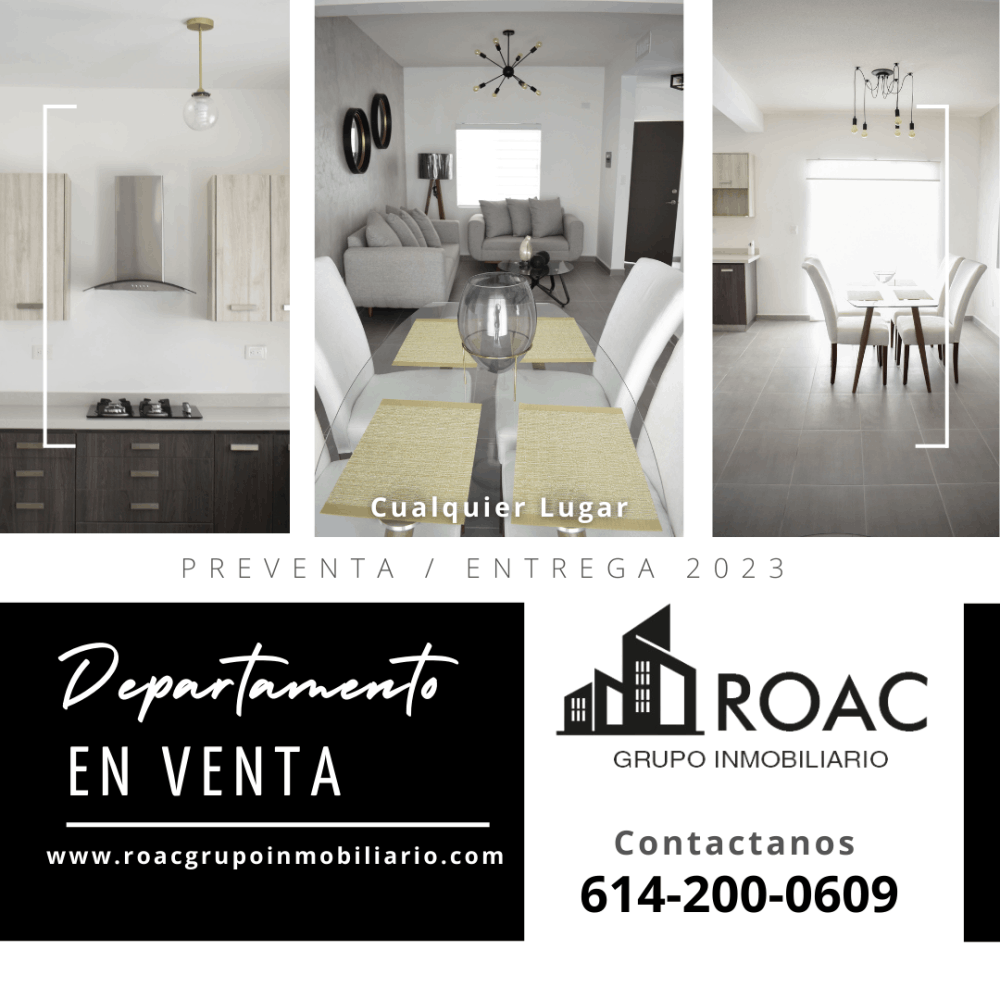 Cualquier Lugar
PREVENTA / ENTREGA 2023
Departamento
EN VENTA
www.roacgrupoinmobiliario.com
ROAC
GRUPO INMOBILIARIO
Contactanos
614-200-0609